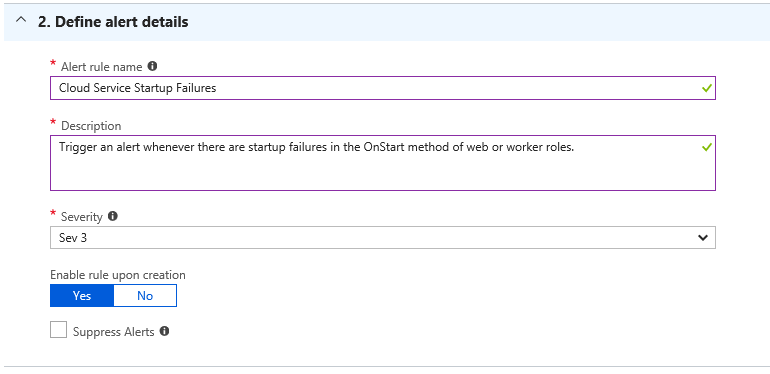 2. Define alert details
* Alert rule name
Cloud Service Startup Failures
* Description
Trigger an alert whenever there are startup failures in the OnStart method of web or worker roles.
* Severity
Sev 3
Enable rule upon creation
Yes No
Suppress Alerts